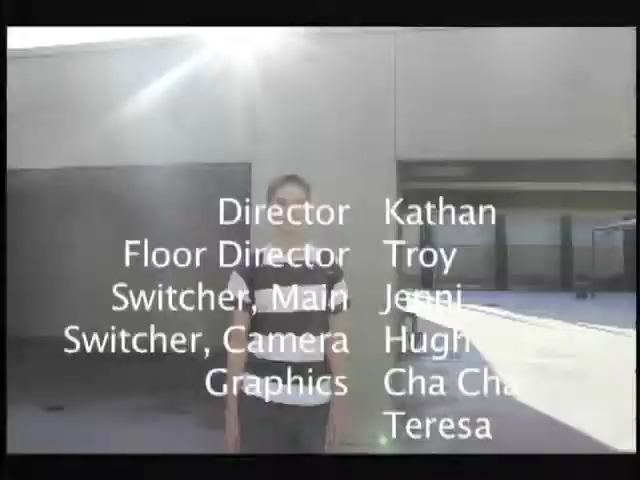 Director Kathan
Floor Director Troy
Switcher, Main Jenni
Switcher, Camera Hugh
Graphics Cha Cha
Teresa